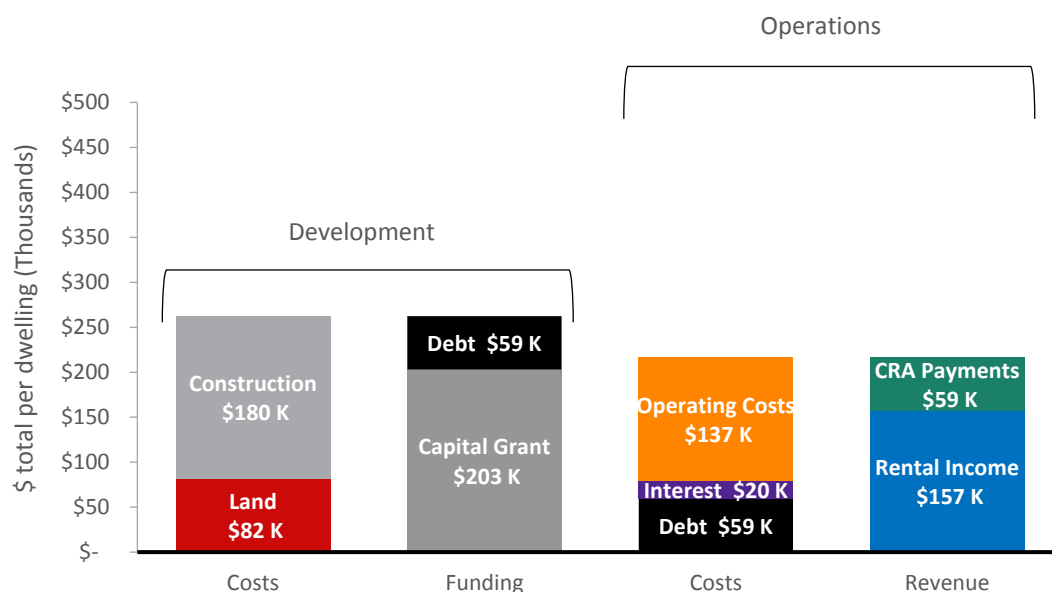 Operations
$ total per dwelling (Thousands)
$500
$450
$400
$350
$300
$250
$200
$150
$100
$50
$-
Development
Construction
$180 K
Land
$82 K
Debt $59 K
Capital Grant
$203 K
Operating Costs
$137 K
Interest $20 K
Debt $59 K
CRA Payments
$59 K
Rental Income
$157 K
Costs
Funding
Costs
Revenue